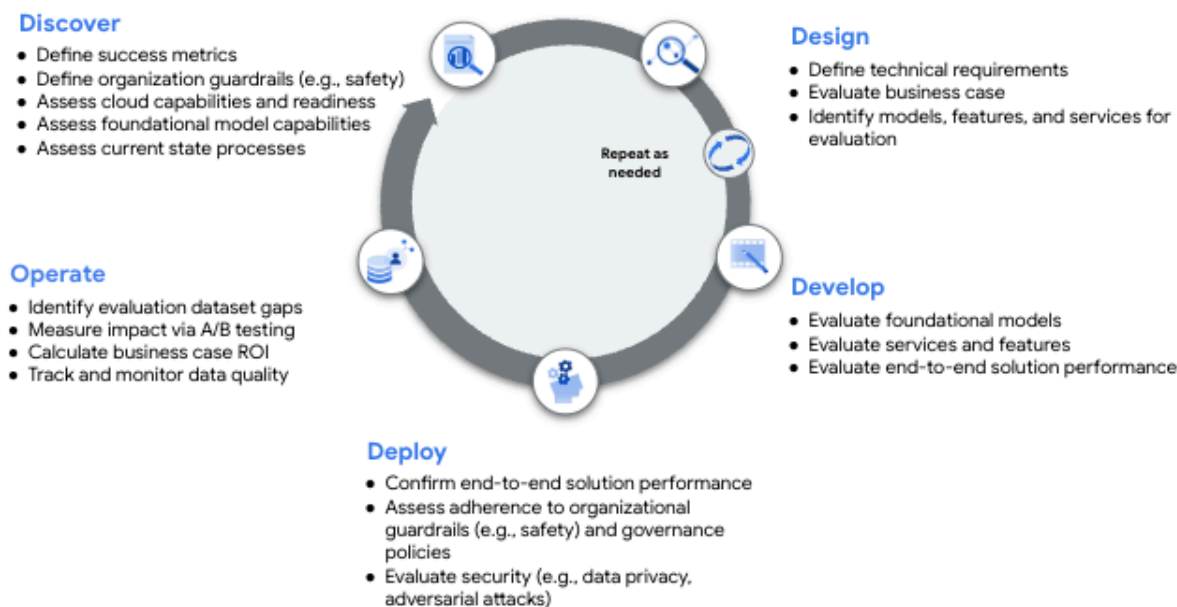 Discover
● Define success metrics
● Define organization guardrails (e.g., safety)
● Assess cloud capabilities and readiness
● Assess foundational model capabilities
● Assess current state processes
Design
● Define technical requirements
● Evaluate business case
● Identify models, features, and services for
evaluation
Repeat as
needed
Operate
● Identify evaluation dataset gaps
● Measure impact via A/B testing
● Calculate business case ROI
● Track and monitor data quality
Develop
● Evaluate foundational models
● Evaluate services and features
● Evaluate end-to-end solution performance
Deploy
● Confirm end-to-end solution performance
● Assess adherence to organizational
guardrails (e.g., safety) and governance
policies
● Evaluate security (e.g., data privacy,
adversarial attacks)